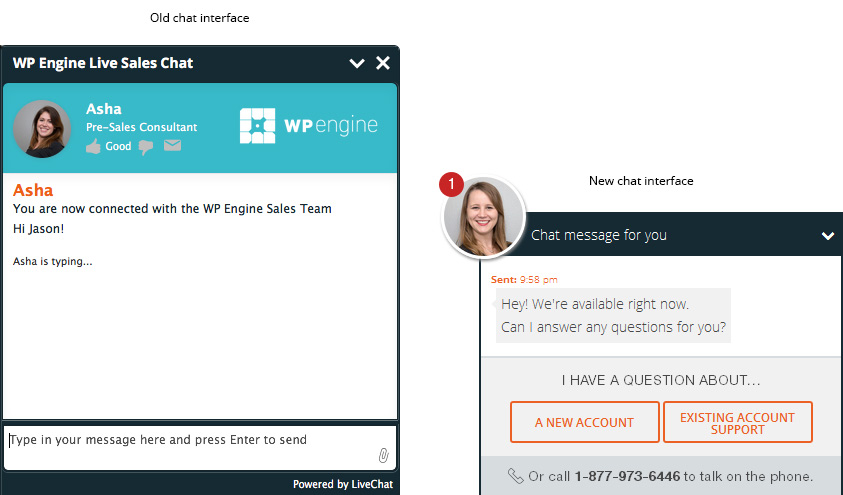 Old chat interface
WP Engine Live Sales Chat
Asha
Pre-Sales Consultant
Good
WP engine
Asha
You are now connected with the WP Engine Sales Team
Hi Jason!
Asha is typing...
Type in your message here and press Enter to send
Powered by LiveChat
New chat interface
1
Chat message for you
Sent: 9:58 pm
Hey! We're available right now.
Can I answer any questions for you?
I HAVE A QUESTION ABOUT...
A NEW ACCOUNT
EXISTING ACCOUNT
SUPPORT
Or call 1-877-973-6446 to talk on the phone.